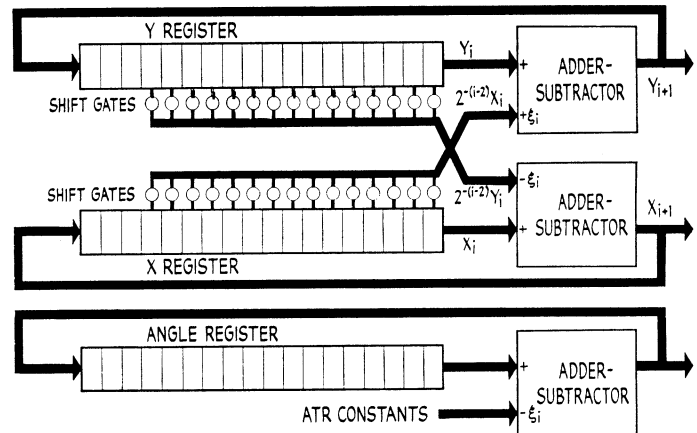 Y REGISTER
Yᵢ
+
ADDER-
SUBTRACTOR
Yᵢ₊₁
SHIFT GATES
2⁻⁽ⁱ⁻²⁾Xᵢ
+ξᵢ
SHIFT GATES
2⁻⁽ⁱ⁻²⁾Yᵢ
-ξᵢ
ADDER-
SUBTRACTOR
Xᵢ₊₁
Xᵢ
+
X REGISTER
ANGLE REGISTER
+
ADDER-
SUBTRACTOR
ATR CONSTANTS
-ξᵢ